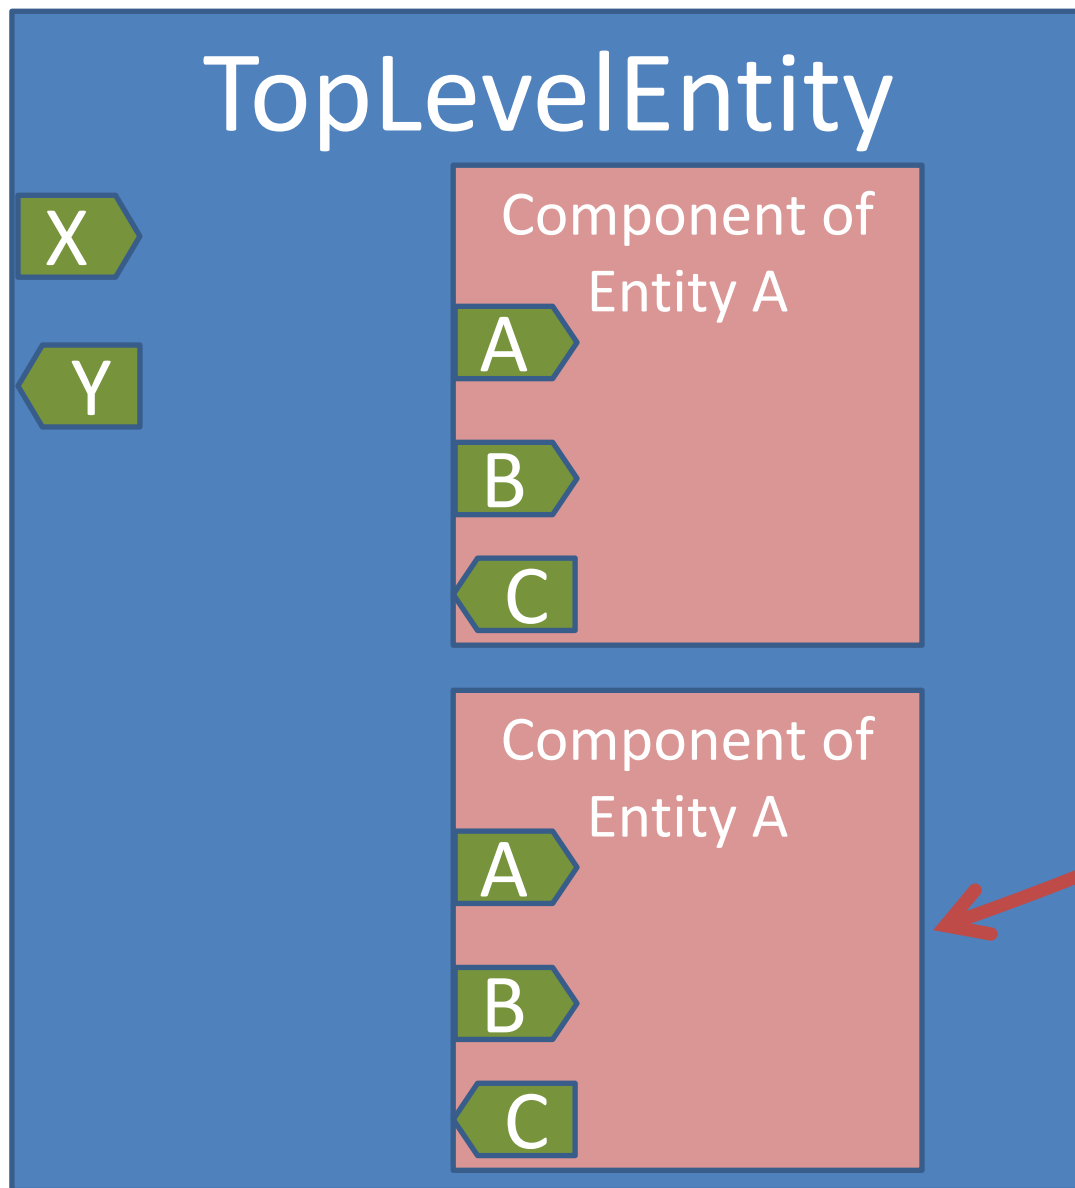 TopLevelEntity
X
Y
Component of
Entity A
A
B
C
Component of
Entity A
A
B
C